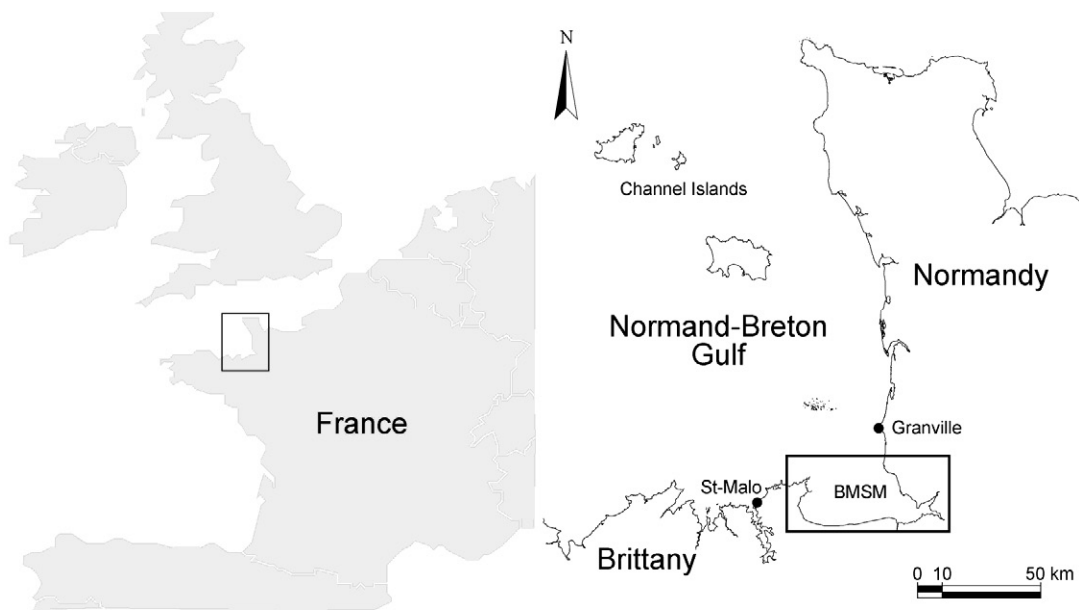 France
N
Channel Islands
Normandy
Normand-Breton
Gulf
Granville
St-Malo
BMSM
Brittany
0 10 50 km